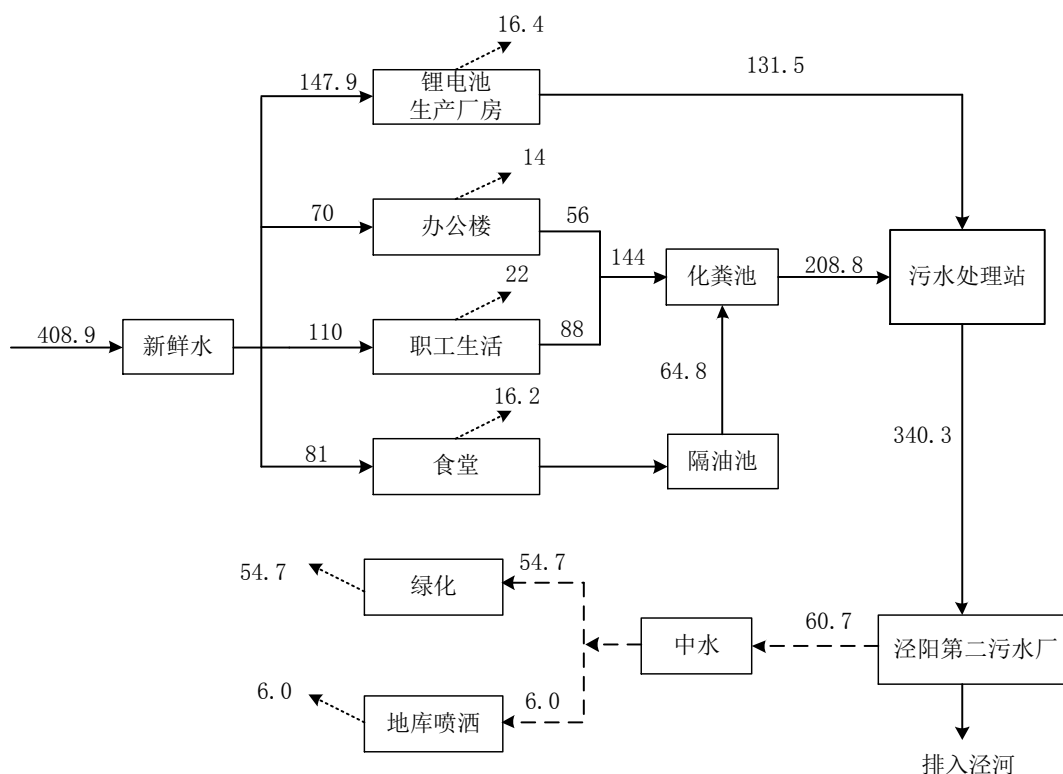 16.4
147.9
锂电池
生产厂房
131.5
14
70
办公楼
56
144
化粪池
208.8
污水处理站
22
408.9
新鲜水
110
职工生活
88
64.8
16.2
81
食堂
隔油池
340.3
54.7
绿化
54.7
中水
60.7
泾阳第二污水厂
6.0
地库喷洒
6.0
排入泾河